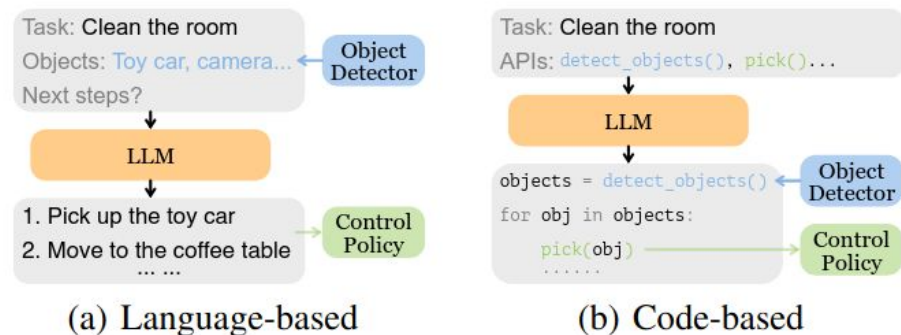 Task: Clean the room
Objects: Toy car, camera...
Next steps?
Object
Detector
LLM
1. Pick up the toy car
2. Move to the coffee table
... ...
Control
Policy
(a) Language-based
Task: Clean the room
APIs: detect_objects(), pick()...
LLM
objects = detect_objects()
for obj in objects:
pick(obj)
......
Object
Detector
Control
Policy
(b) Code-based